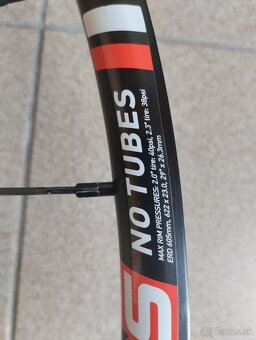 NO TUBES
MAX RIM PRESSURES: 2.0" tire: 40psi, 2.3" tire: 38psi
ERD 605mm, 622 x 23.0, 29" x 26.3mm
S
bazos.sk